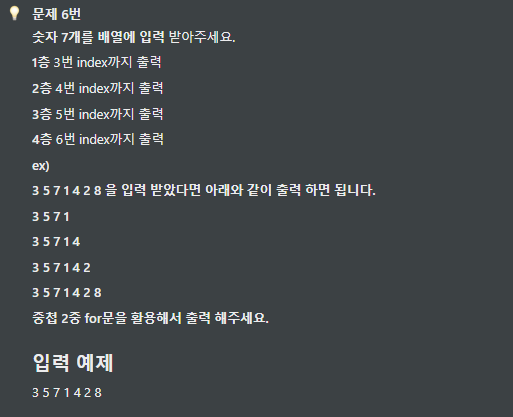 문제 6번
숫자 7개를 배열에 입력 받아주세요.
1층 3번 index까지 출력
2층 4번 index까지 출력
3층 5번 index까지 출력
4층 6번 index까지 출력
ex)
3 5 7 1 4 2 8 을 입력 받았다면 아래와 같이 출력 하면 됩니다.
3 5 7 1
3 5 7 1 4
3 5 7 1 4 2
3 5 7 1 4 2 8
중첩 2중 for문을 활용해서 출력 해주세요.
입력 예제
3 5 7 1 4 2 8